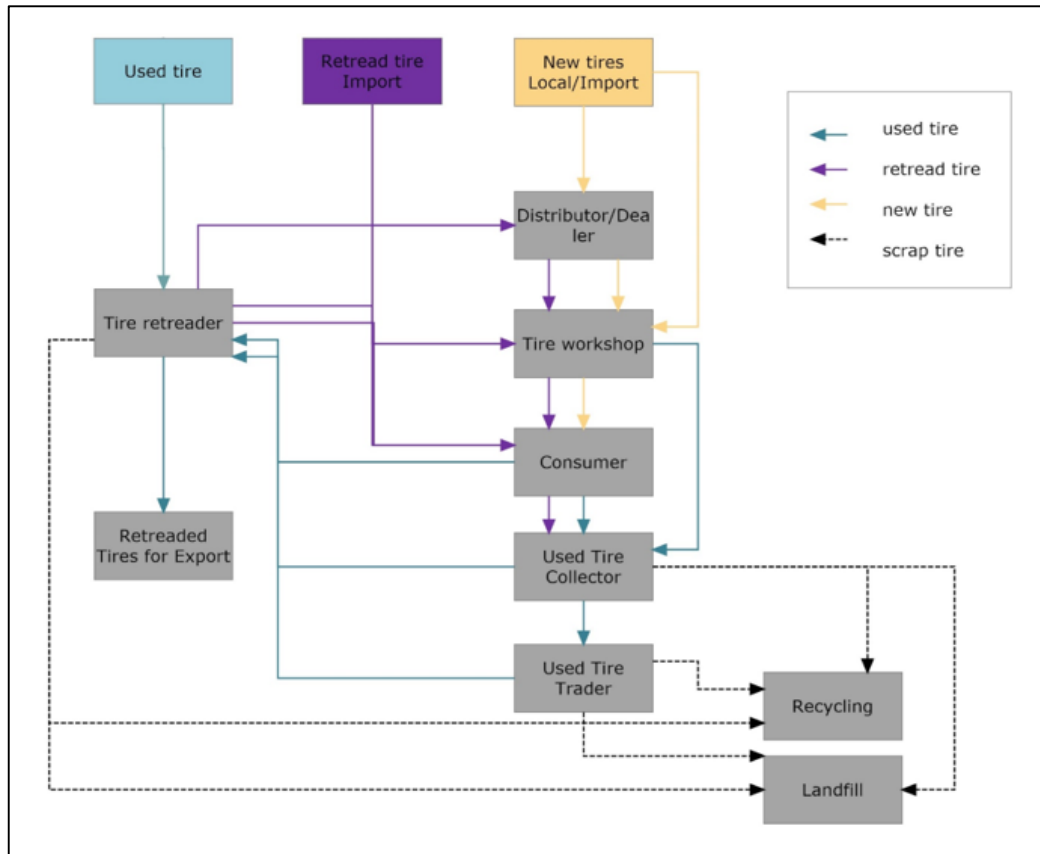 Used tire
Retread tire
Import
New tires
Local/Import
used tire
retread tire
new tire
scrap tire
Distributor/Dea
ler
Tire retreader
Tire workshop
Consumer
Retreaded
Tires for Export
Used Tire
Collector
Used Tire
Trader
Recycling
Landfill